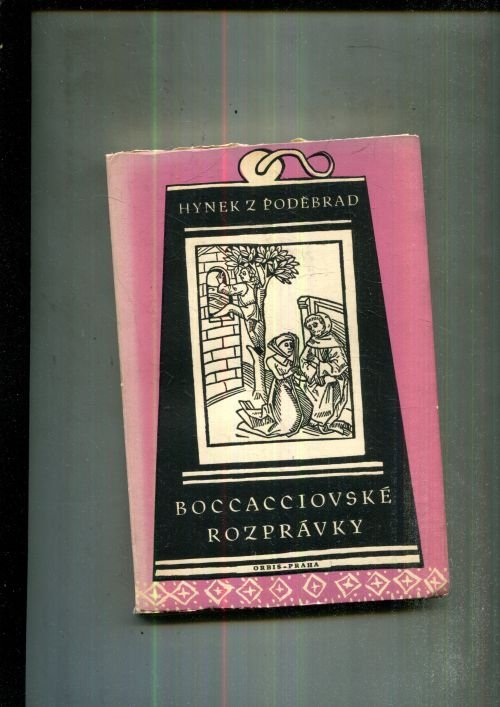 HYNEK Z PODĚBRAD
BOCCACCIOVSKÉ
ROZPRÁVKY
ORBIS-PRAHA